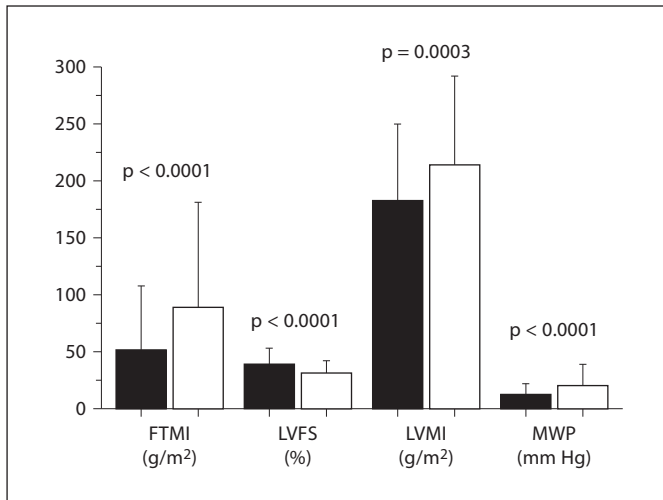 p = 0.0003
300
250
200
p < 0.0001
150
100
p < 0.0001
p < 0.0001
50
0
FTMI
(g/m²)
LVFS
(%)
LVMI
(g/m²)
MWP
(mm Hg)